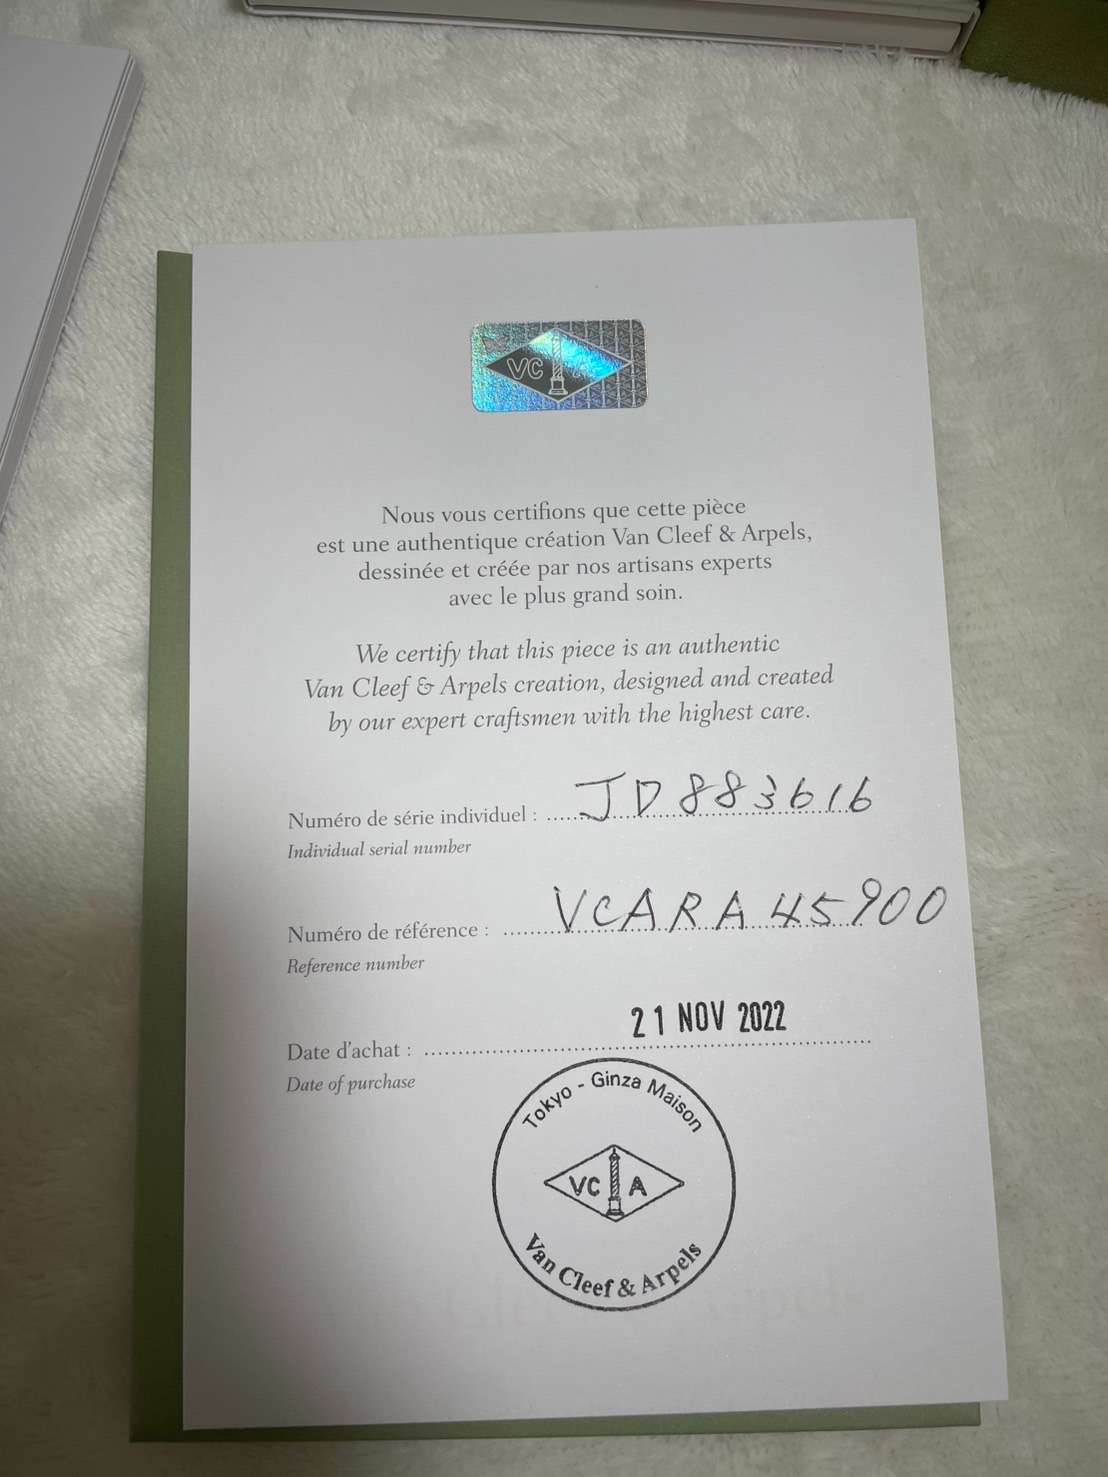 VC A
Nous vous certifions que cette pièce
est une authentique création Van Cleef & Arpels,
dessinée et créée par nos artisans experts
avec le plus grand soin.
We certify that this piece is an authentic
Van Cleef & Arpels creation, designed and created
by our expert craftsmen with the highest care.
Numéro de série individuel : JD883616
Individual serial number
Numéro de référence : VCARA45900
Reference number
21 NOV 2022
Date d'achat :
Date of purchase
Tokyo - Ginza Maison
VC A
Van Cleef & Arpels